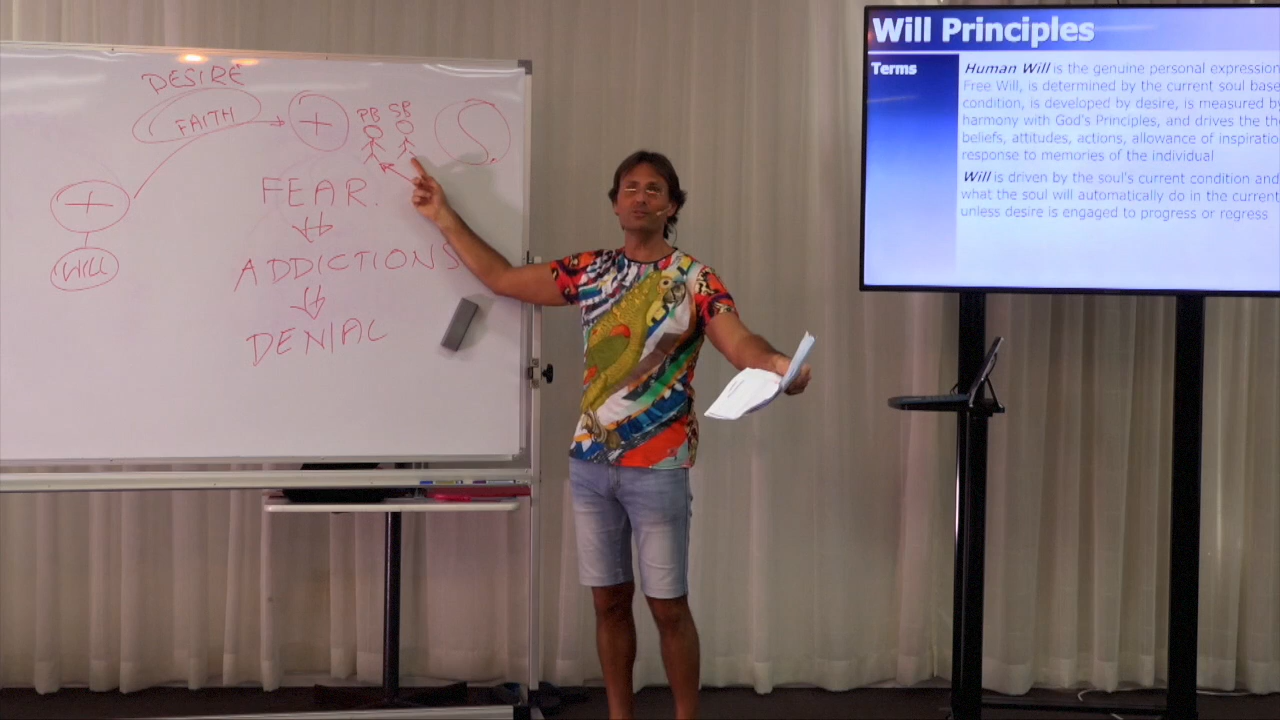 DESIRE
FAITH
+
PB SB
S.
+
WILL
FEAR.
ADDICTIONS
DENIAL
Will Principles
Terms
Human Will is the genuine personal expression
Free Will, is determined by the current soul base
condition, is developed by desire, is measured by
harmony with God's Principles, and drives the th
beliefs, attitudes, actions, allowance of inspiratio
response to memories of the individual
Will is driven by the soul's current condition and
what the soul will automatically do in the current
unless desire is engaged to progress or regress